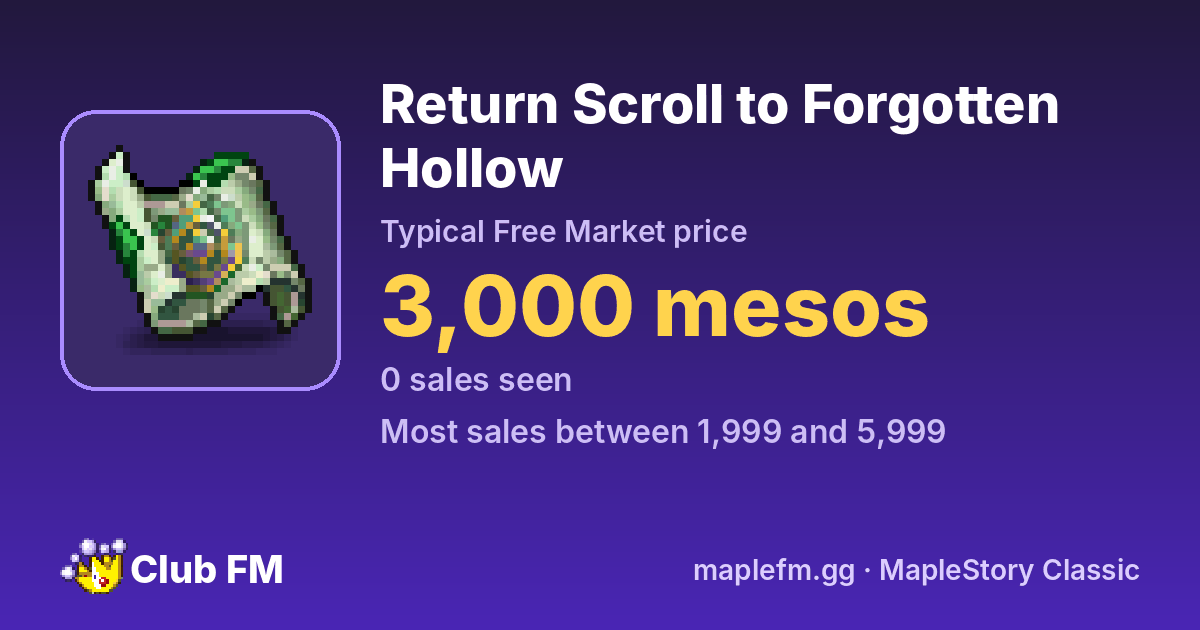 Return Scroll to Forgotten
Hollow
Typical Free Market price
3,000 mesos
0 sales seen
Most sales between 1,999 and 5,999
Club FM
maplefm.gg · MapleStory Classic